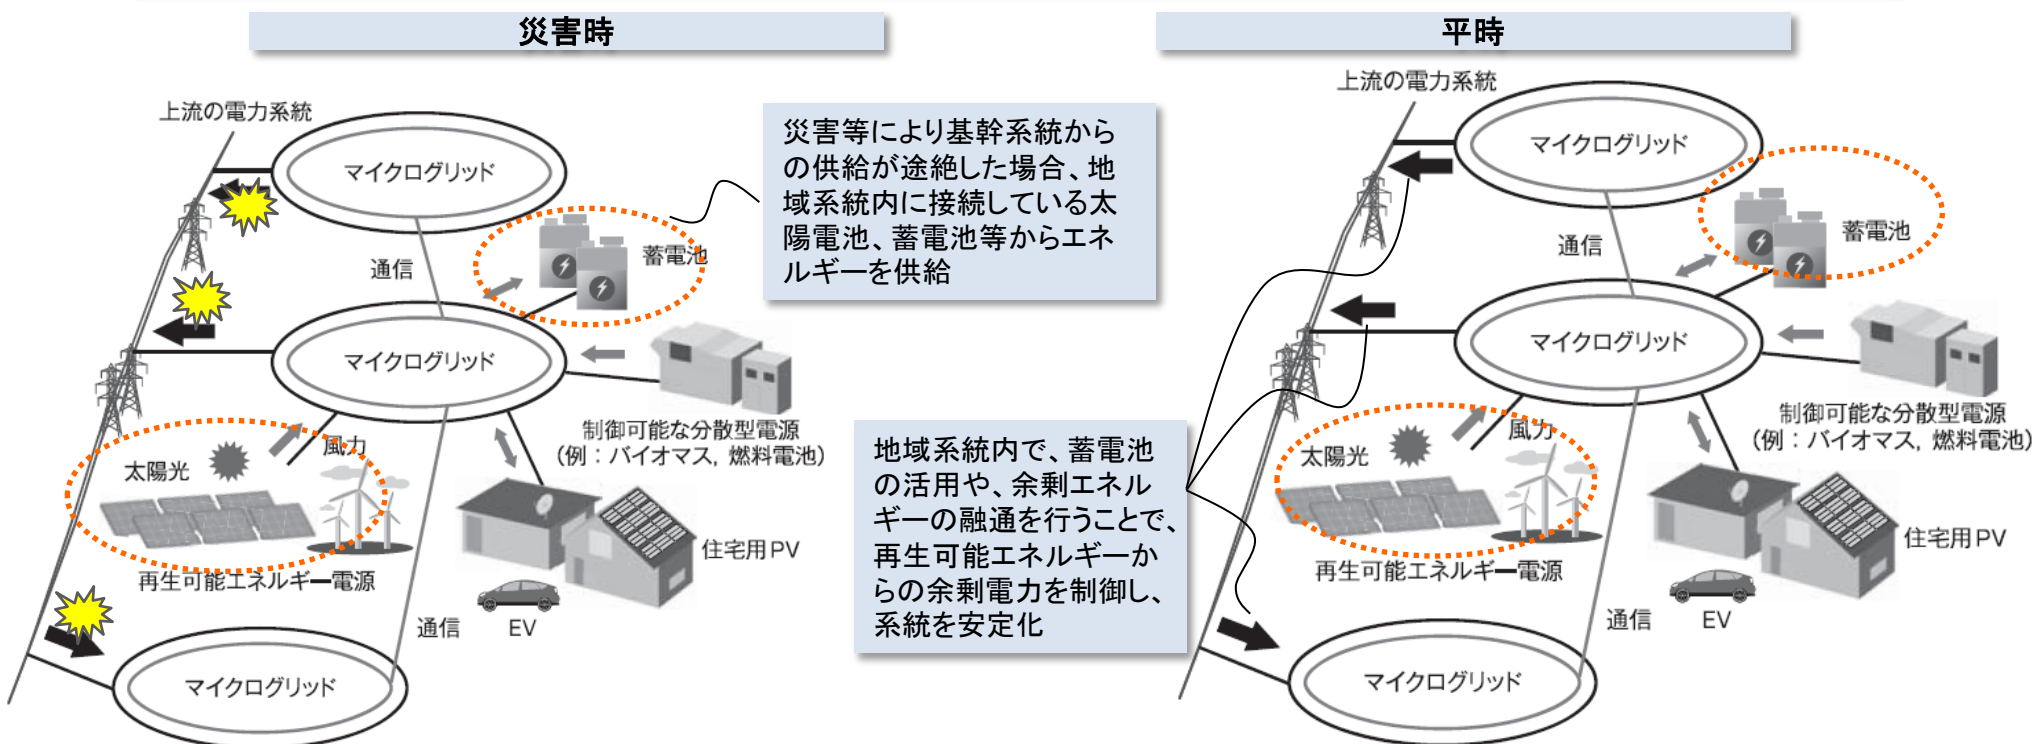 災害時
上流の電力系統
マイクログリッド
通信
蓄電池
マイクログリッド
制御可能な分散型電源
(例：バイオマス, 燃料電池)
太陽光
風力
再生可能エネルギー電源
住宅用PV
通信
EV
マイクログリッド
災害等により基幹系統から
の供給が途絶した場合、地
域系統内に接続している太
陽電池、蓄電池等からエネ
ルギーを供給
地域系統内で、蓄電池
の活用や、余剰エネル
ギーの融通を行うことで、
再生可能エネルギーか
らの余剰電力を制御し、
系統を安定化
平時
上流の電力系統
マイクログリッド
通信
蓄電池
マイクログリッド
制御可能な分散型電源
(例：バイオマス, 燃料電池)
太陽光
風力
再生可能エネルギー電源
住宅用PV
通信
EV
マイクログリッド